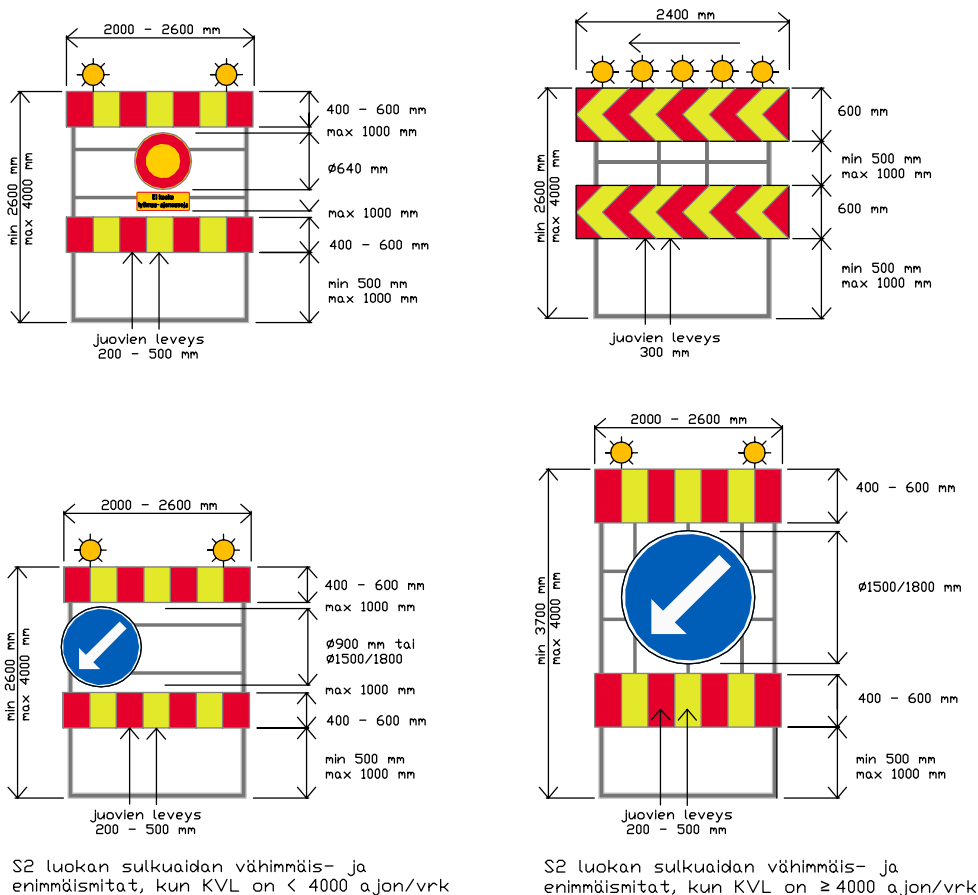 2000 - 2600 mm
400 - 600 mm
max 1000 mm
Ø640 mm
Ei koske
työmaa-ajoneuvoja
max 1000 mm
400 - 600 mm
min 500 mm
max 1000 mm
min 2600 mm
max 4000 mm
juovien leveys
200 - 500 mm
2400 mm
600 mm
min 500 mm
max 1000 mm
600 mm
min 500 mm
max 1000 mm
min 2600 mm
max 4000 mm
juovien leveys
300 mm
2000 - 2600 mm
400 - 600 mm
max 1000 mm
Ø900 mm tai
Ø1500/1800
max 1000 mm
400 - 600 mm
min 500 mm
max 1000 mm
min 2600 mm
max 4000 mm
juovien leveys
200 - 500 mm
S2 luokan sulkuaidan vähimmäis- ja
enimmäismitat, kun KVL on < 4000 ajon/vrk
2000 - 2600 mm
400 - 600 mm
Ø1500/1800 mm
400 - 600 mm
min 500 mm
max 1000 mm
min 3700 mm
max 4000 mm
juovien leveys
200 - 500 mm
S2 luokan sulkuaidan vähimmäis- ja
enimmäismitat, kun KVL on ≥ 4000 ajon/vrk